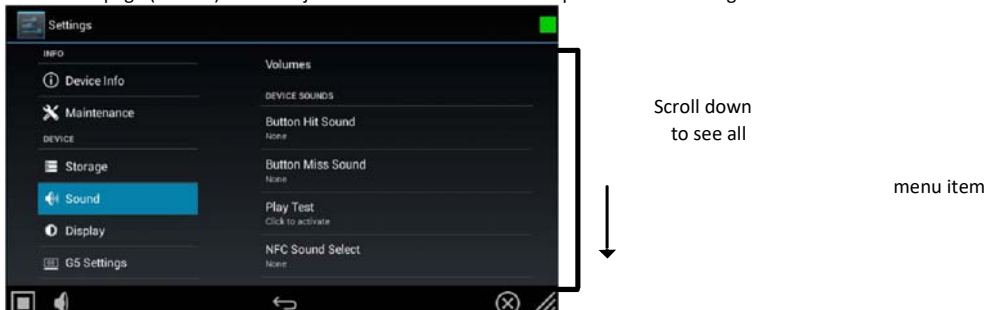 Settings
INFO
Device Info
Maintenance
DEVICE
Storage
Sound
Display
G5 Settings
Volumes
DEVICE SOUNDS
Button Hit Sound
None
Button Miss Sound
None
Play Test
Click to activate
NFC Sound Select
None
Scroll down
to see all
menu item